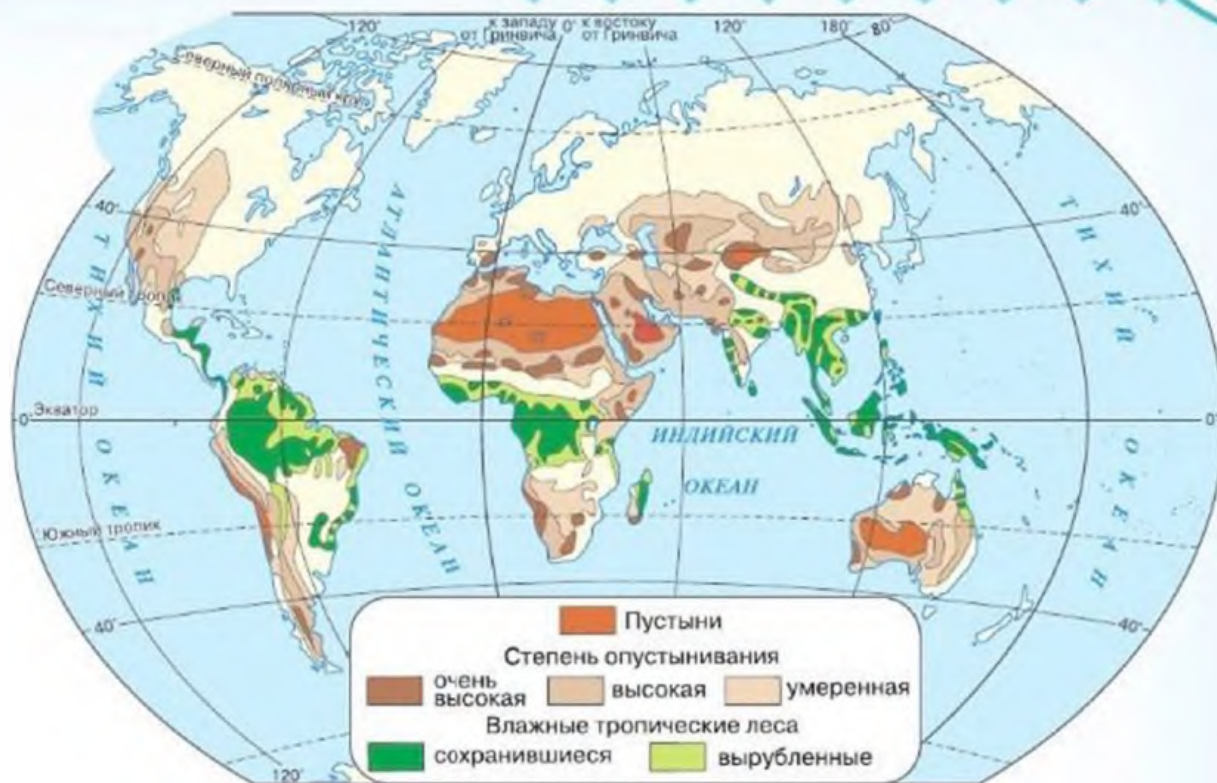 120°
к западу 0° к востоку
от Гринвича от Гринвича
120°
180°
80°
Северный полярный круг
40°
40°
ТИХИЙ ОКЕАН
АТЛАНТИЧЕСКИЙ ОКЕАН
ТИХИЙ ОКЕАН
Северный тропик
0° Экватор
0°
ИНДИЙСКИЙ
ОКЕАН
Южный тропик
40°
40°
Пустыни
Степень опустынивания
очень
высокая
высокая
умеренная
Влажные тропические леса
сохранившиеся
вырубленные
120°